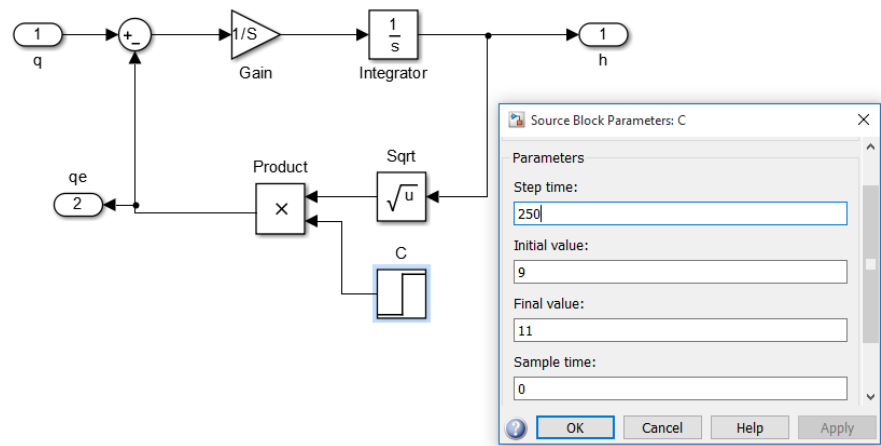 1
q
+
−
1/S
Gain
1
s
Integrator
1
h
Product
×
Sqrt
√u
qe
2
C
Source Block Parameters: C
Parameters
Step time:
250
Initial value:
9
Final value:
11
Sample time:
0
?
OK
Cancel
Help
Apply